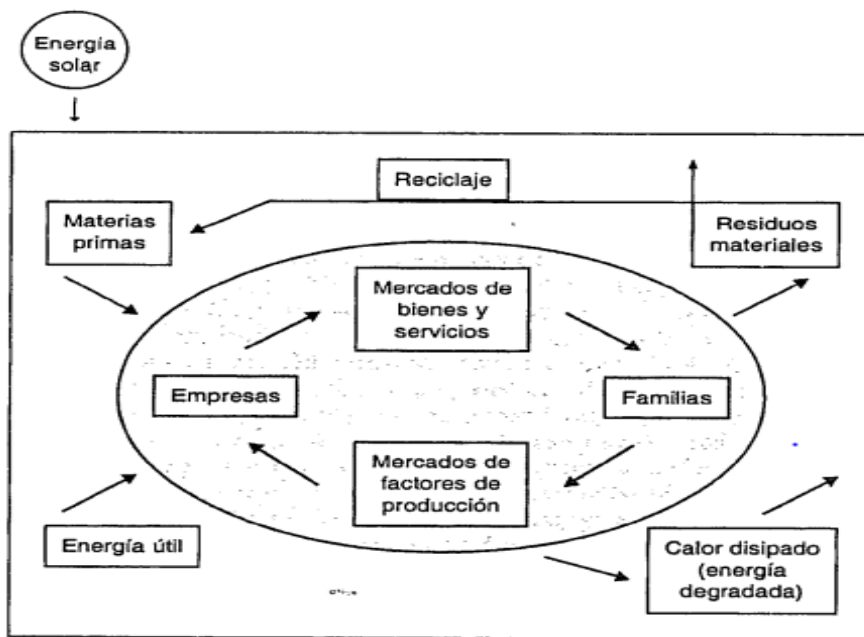 Energía
solar
Reciclaje
Materias
primas
Residuos
materiales
Mercados de
bienes y
servicios
Empresas
Familias
Mercados de
factores de
producción
Energía útil
Calor disipado
(energía
degradada)